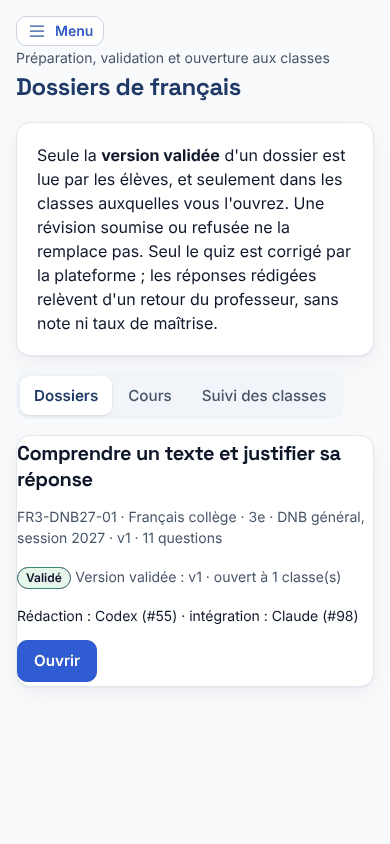 Menu
Préparation, validation et ouverture aux classes
Dossiers de français
Seule la version validée d'un dossier est
lue par les élèves, et seulement dans les
classes auxquelles vous l'ouvrez. Une
révision soumise ou refusée ne la
remplace pas. Seul le quiz est corrigé par
la plateforme ; les réponses rédigées
relèvent d'un retour du professeur, sans
note ni taux de maîtrise.
Dossiers Cours Suivi des classes
Comprendre un texte et justifier sa
réponse
FR3-DNB27-01 · Français collège · 3e · DNB général,
session 2027 · v1 · 11 questions
Validé Version validée : v1 · ouvert à 1 classe(s)
Rédaction : Codex (#55) · intégration : Claude (#98)
Ouvrir